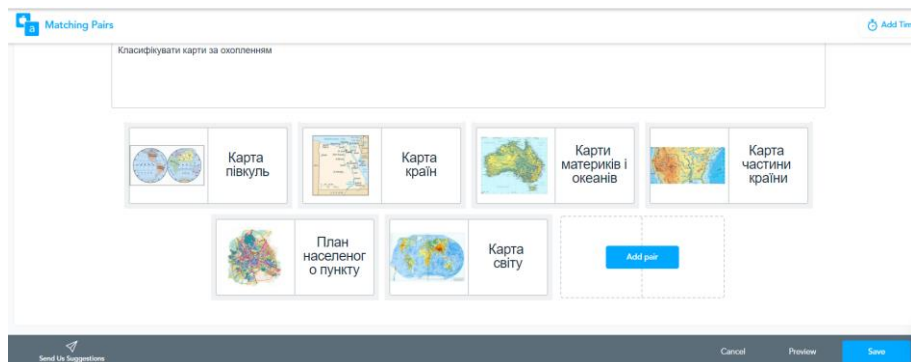 Matching Pairs
Add Tim
Класифікувати карти за охопленням
Карта
півкуль
Карта
країн
Карти
материків і
океанів
Карта
частини
країни
План
населеног
о пункту
Карта
світу
Add pair
Send Us Suggestions
Cancel
Preview
Save